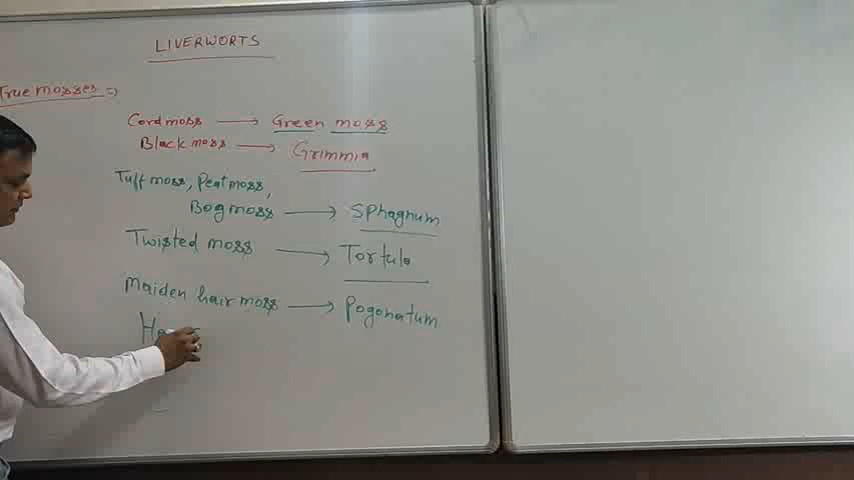 LIVERWORTS
True mosses =)
Cord moss → Green moss
Black moss → Grimmia
Tuff moss, Peat moss,
Bog moss → Sphagnum
Twisted moss → Tortula
Maiden hair moss → Pogonatum